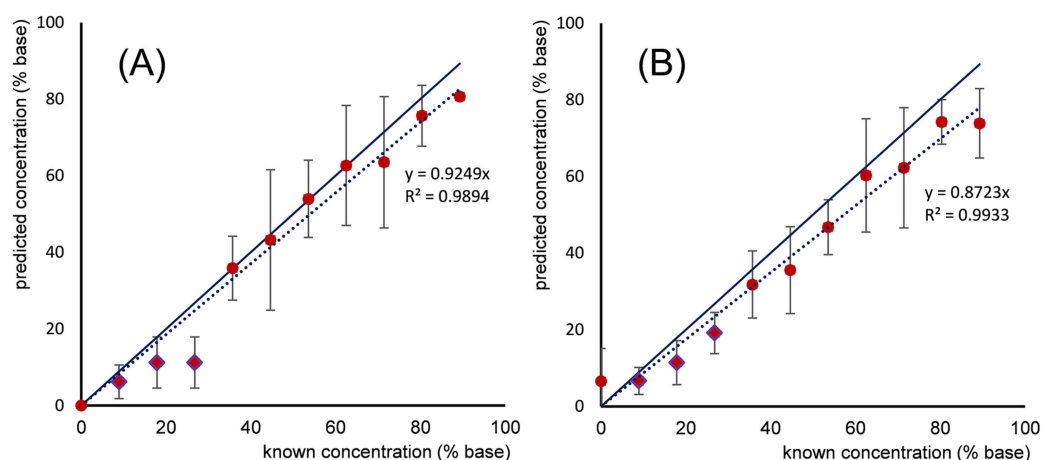 (A)
predicted concentration (% base)
100
80
60
40
20
0
y = 0.9249x
R² = 0.9894
0
20
40
60
80
100
known concentration (% base)
(B)
predicted concentration (% base)
100
80
60
40
20
0
y = 0.8723x
R² = 0.9933
0
20
40
60
80
100
known concentration (% base)